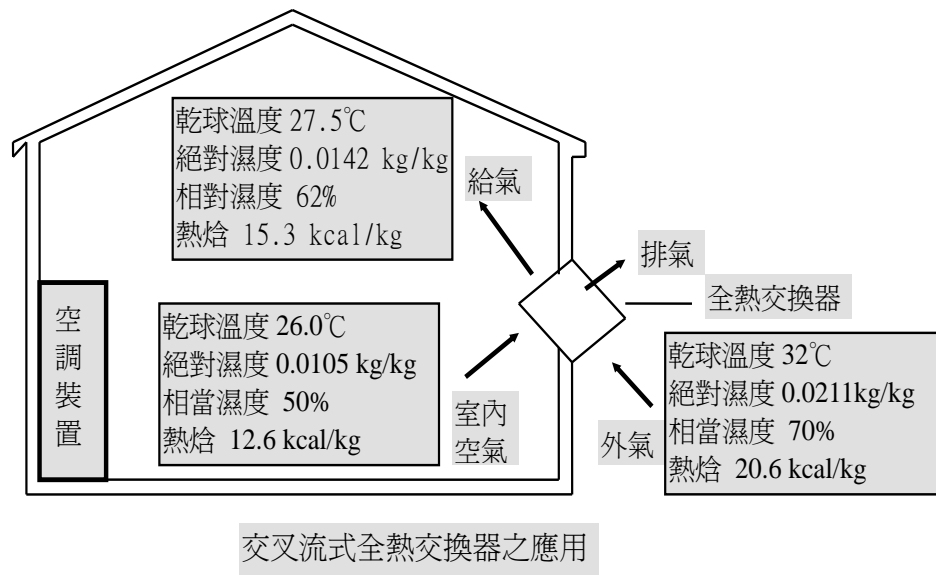 乾球溫度 27.5℃
絕對濕度 0.0142 kg/kg
相對濕度 62%
熱焓 15.3 kcal/kg
給氣
排氣
全熱交換器
空調裝置
乾球溫度 26.0℃
絕對濕度 0.0105 kg/kg
相當濕度 50%
熱焓 12.6 kcal/kg
室內
空氣
外氣
乾球溫度 32℃
絕對濕度 0.0211kg/kg
相當濕度 70%
熱焓 20.6 kcal/kg
交叉流式全熱交換器之應用